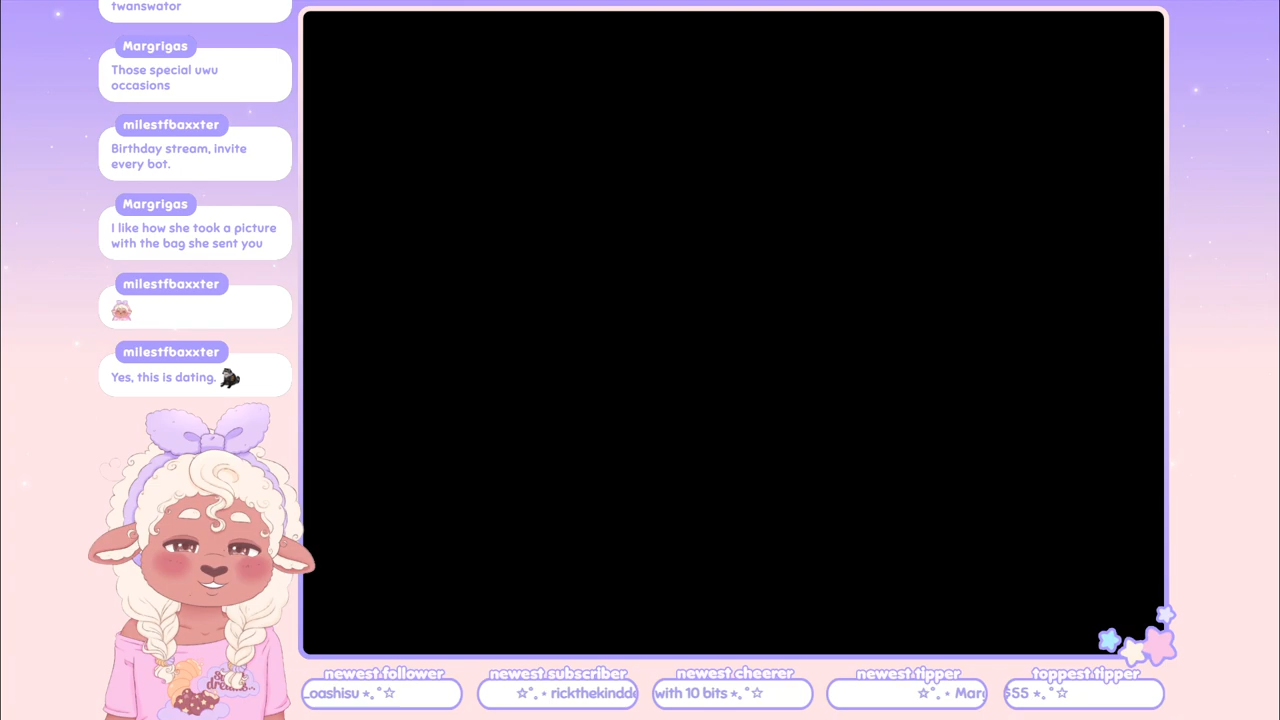 twanswator
Margrigas
Those special uwu
occasions
milestfbaxxter
Birthday stream, invite
every bot.
Margrigas
I like how she took a picture
with the bag she sent you
milestfbaxxter
milestfbaxxter
Yes, this is dating.
newest follower
_oashisu ⋆.˚☆
newest subscriber
☆˚.⋆ rickthekindd
newest cheerer
with 10 bits ⋆.˚☆
newest tipper
☆˚.⋆ Mar
toppest tipper
$55 ⋆.˚☆